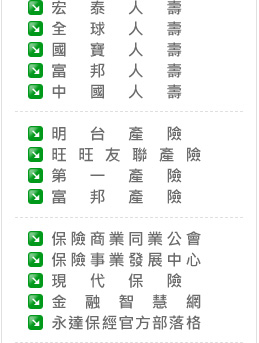 宏泰人壽
全球人壽
國寶人壽
富邦人壽
中國人壽
明台產險
旺旺友聯產險
第一產險
富邦產險
保險商業同業公會
保險事業發展中心
現代保險
金融智慧網
永達保經官方部落格